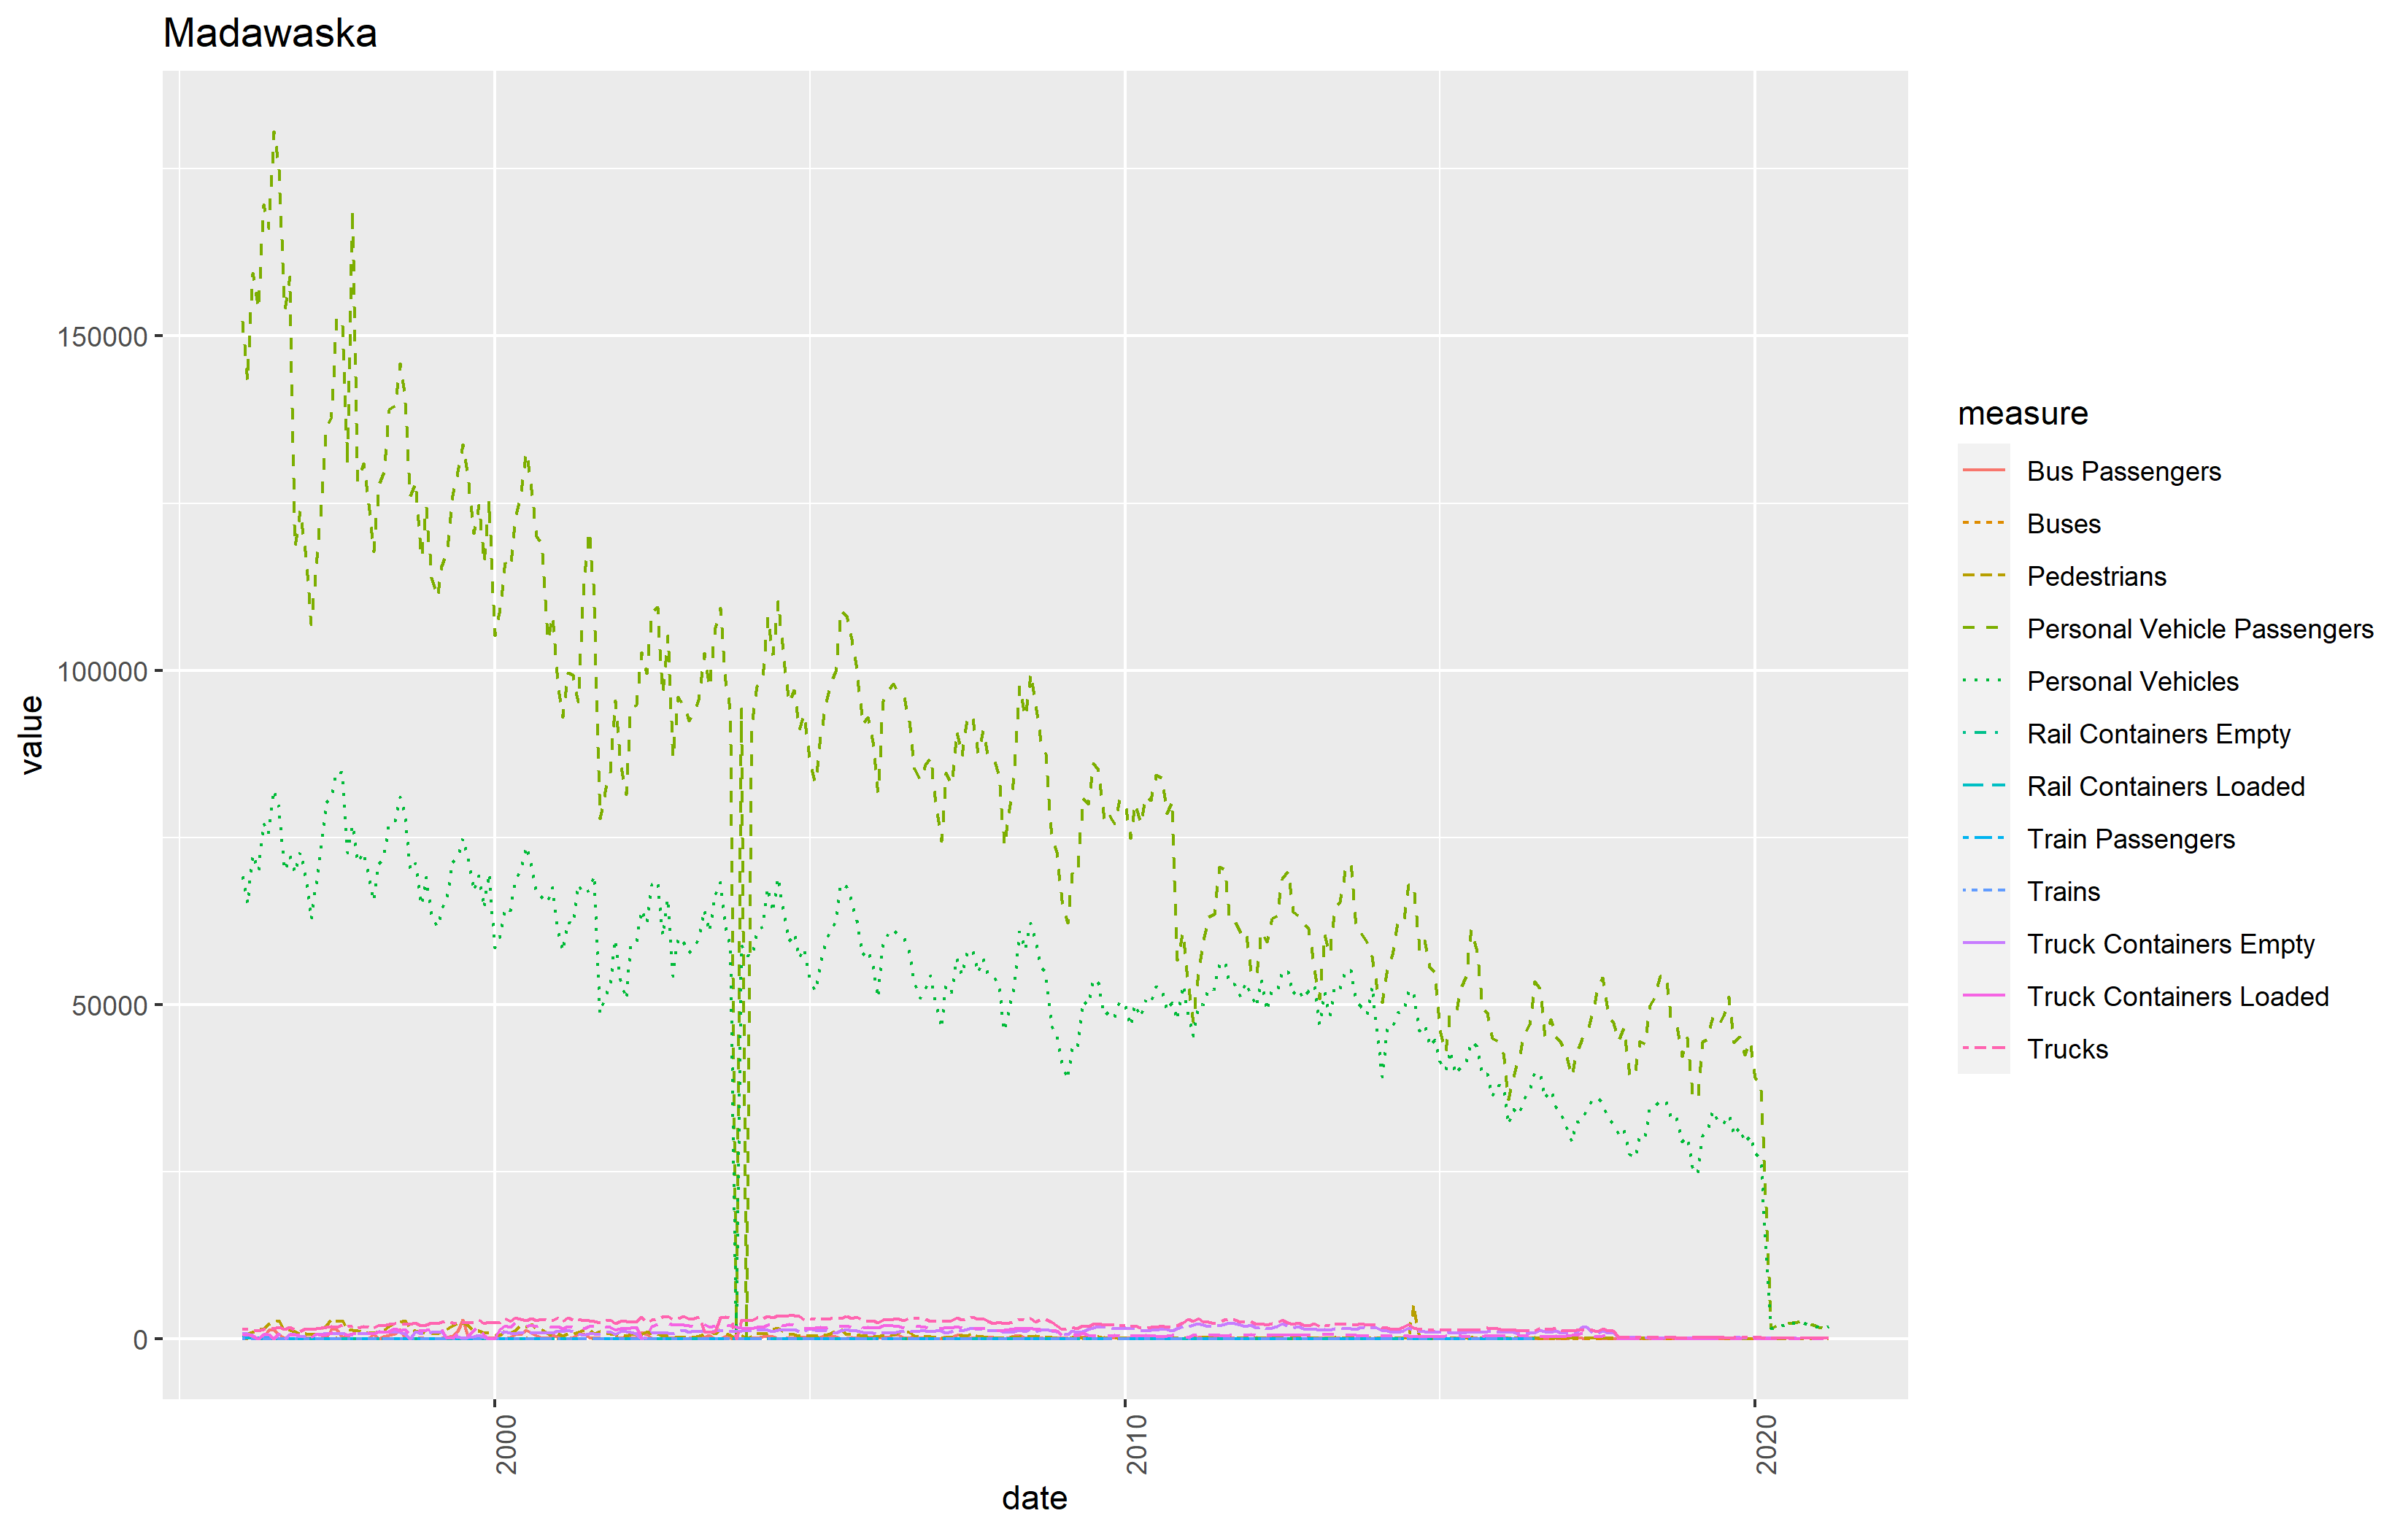 Madawaska
value
150000
100000
50000
0
2000
2010
2020
date
measure
Bus Passengers
Buses
Pedestrians
Personal Vehicle Passengers
Personal Vehicles
Rail Containers Empty
Rail Containers Loaded
Train Passengers
Trains
Truck Containers Empty
Truck Containers Loaded
Trucks